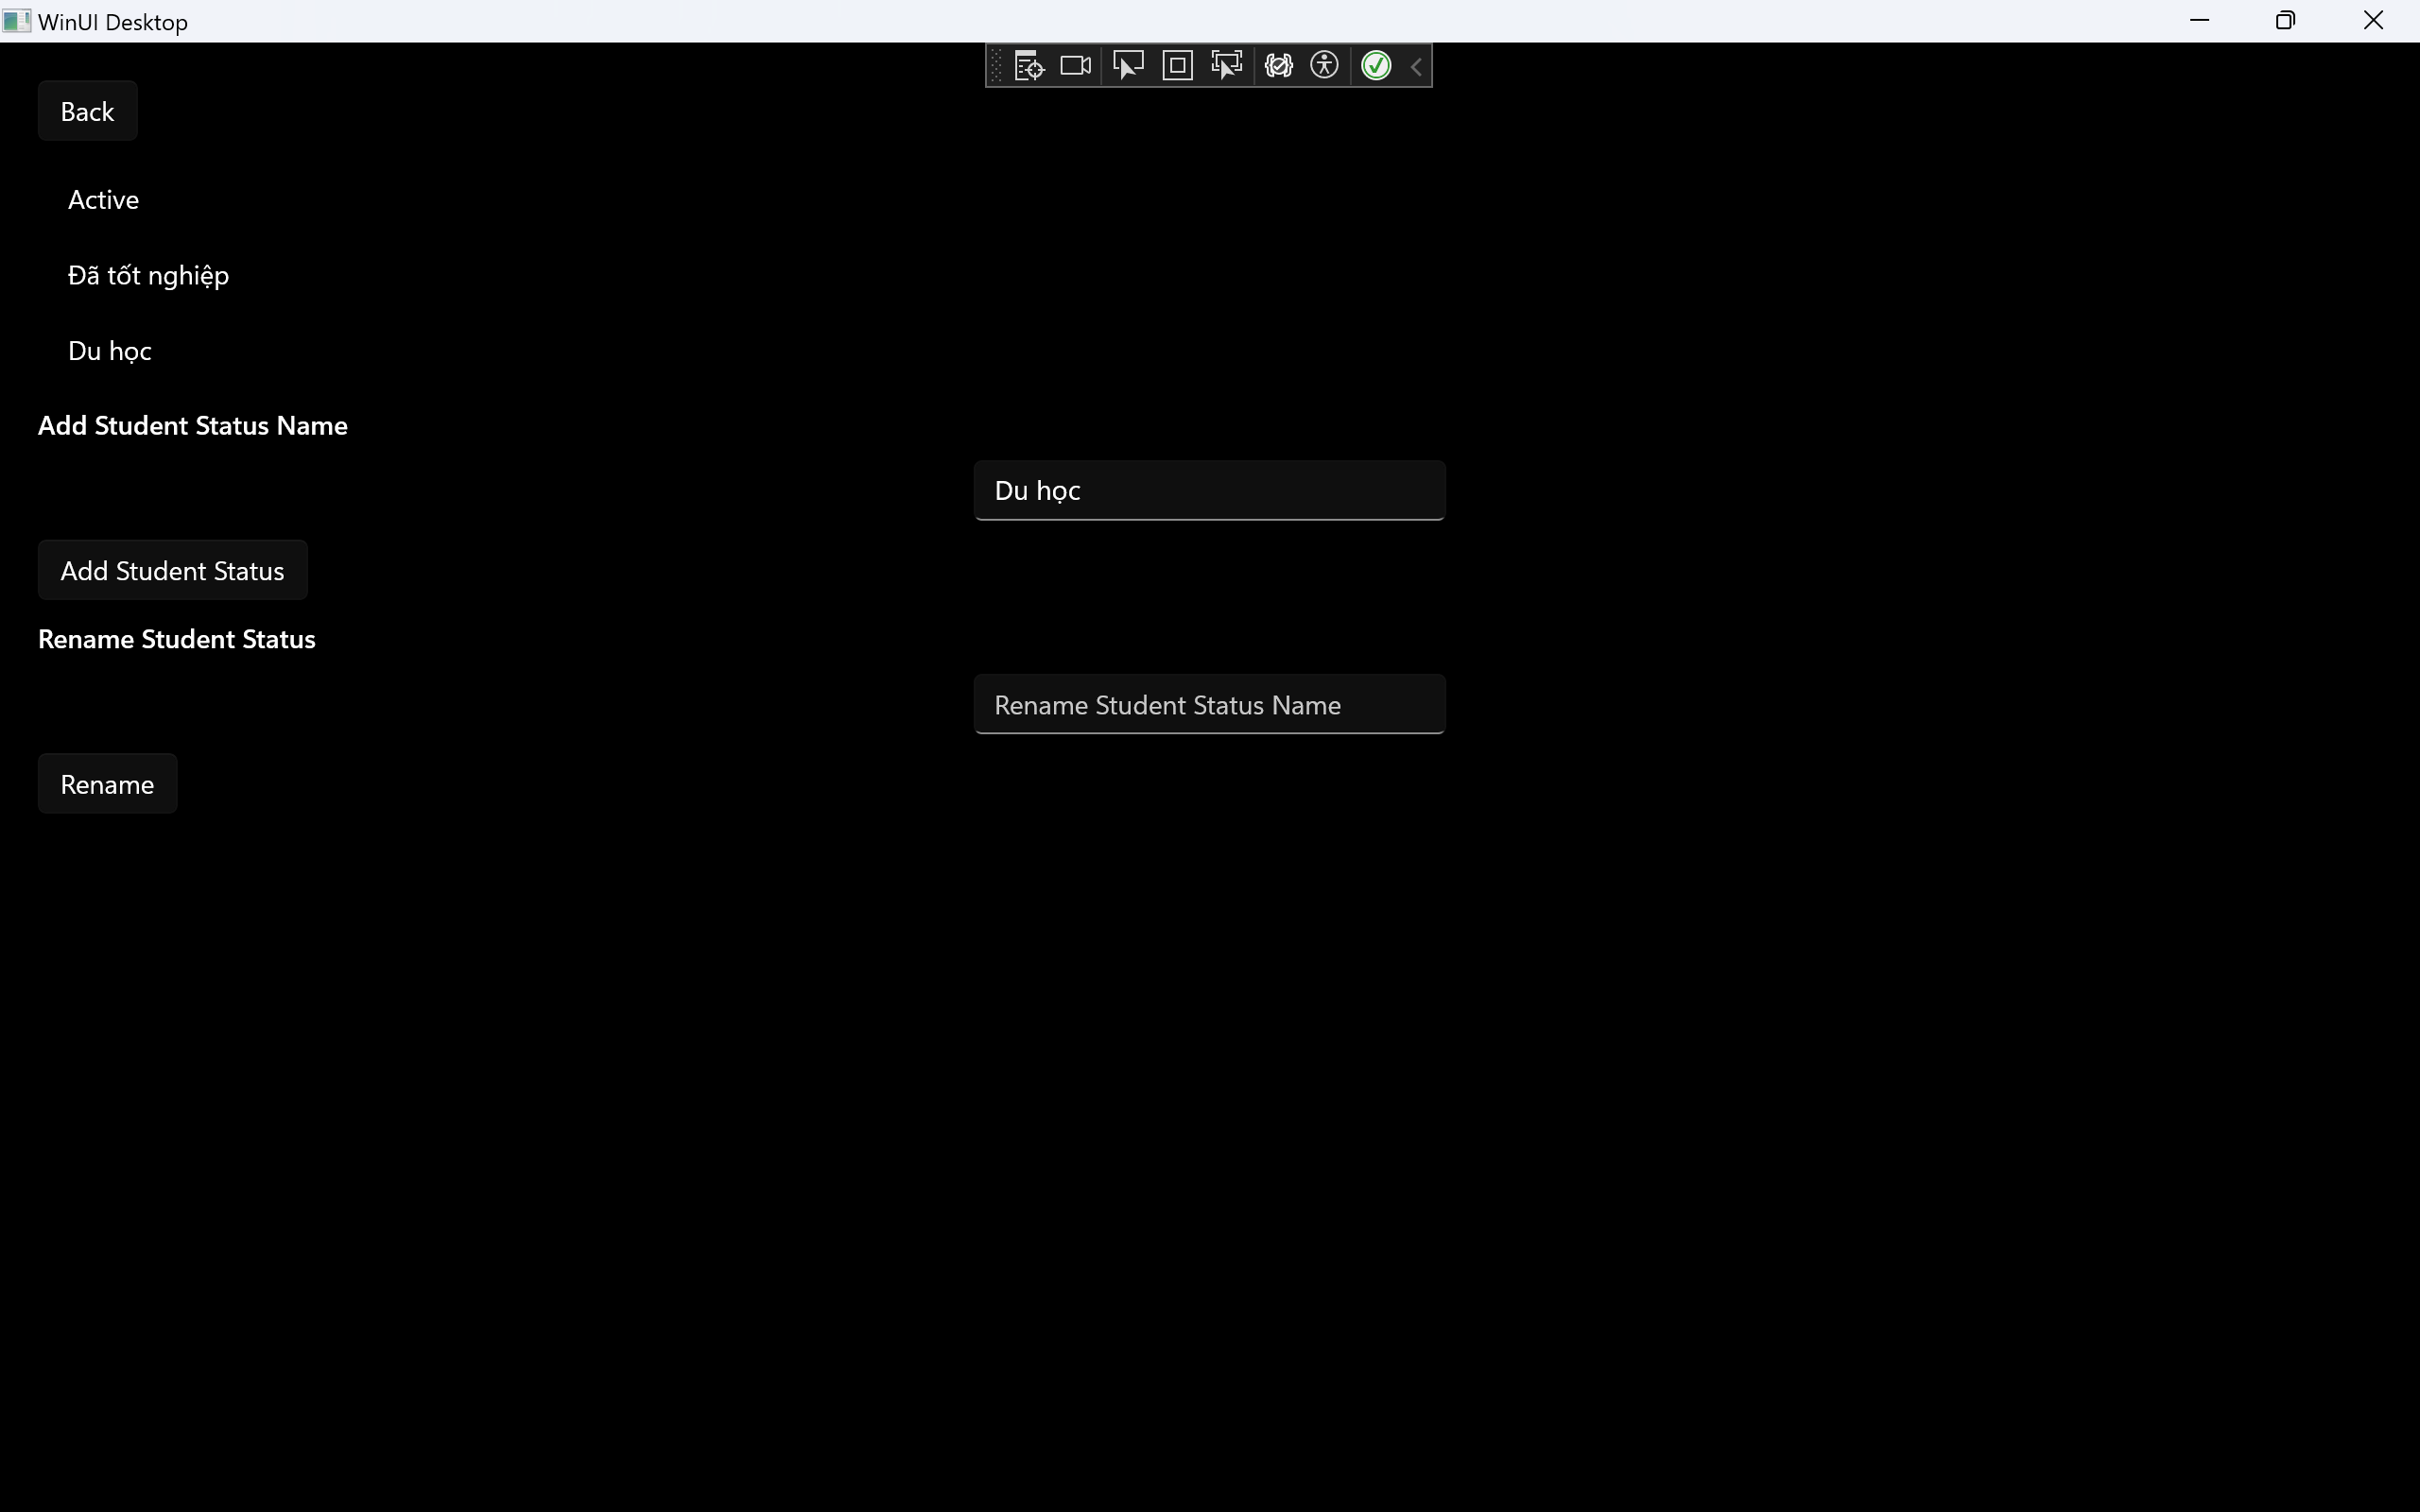 WinUI Desktop
Back
Active
Đã tốt nghiệp
Du học
Add Student Status Name
Du học
Add Student Status
Rename Student Status
Rename Student Status Name
Rename